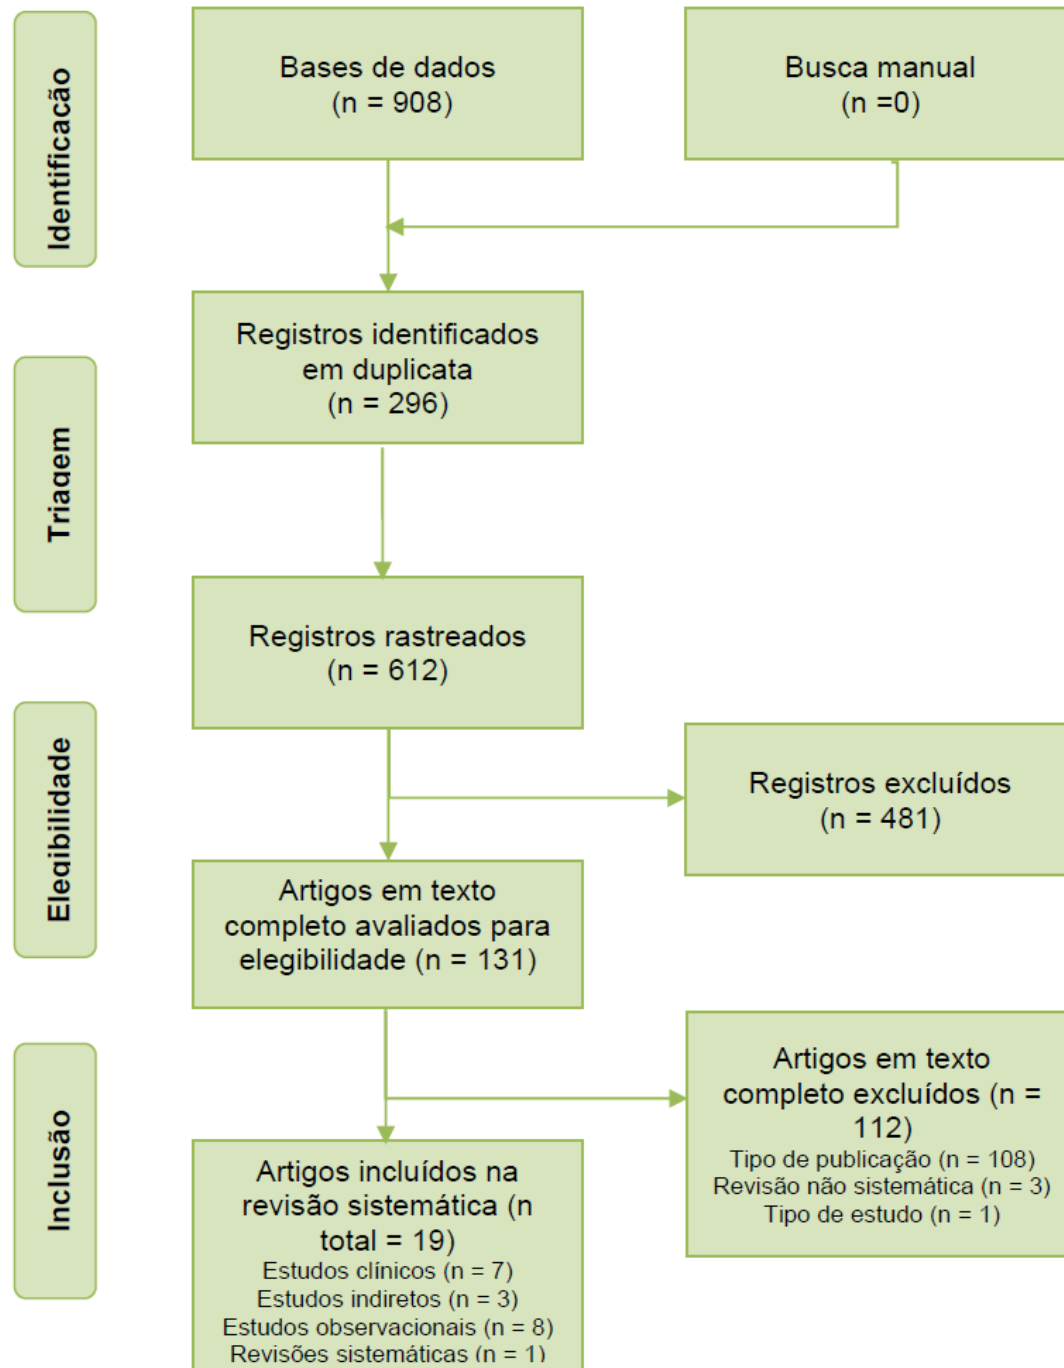 Identificação
Bases de dados
(n = 908)
Busca manual
(n =0)
Triagem
Registros identificados
em duplicata
(n = 296)
Registros rastreados
(n = 612)
Elegibilidade
Registros excluídos
(n = 481)
Artigos em texto
completo avaliados para
elegibilidade (n = 131)
Inclusão
Artigos em texto
completo excluídos (n =
112)
Tipo de publicação (n = 108)
Revisão não sistemática (n = 3)
Tipo de estudo (n = 1)
Artigos incluídos na
revisão sistemática (n
total = 19)
Estudos clínicos (n = 7)
Estudos indiretos (n = 3)
Estudos observacionais (n = 8)
Revisões sistemáticas (n = 1)